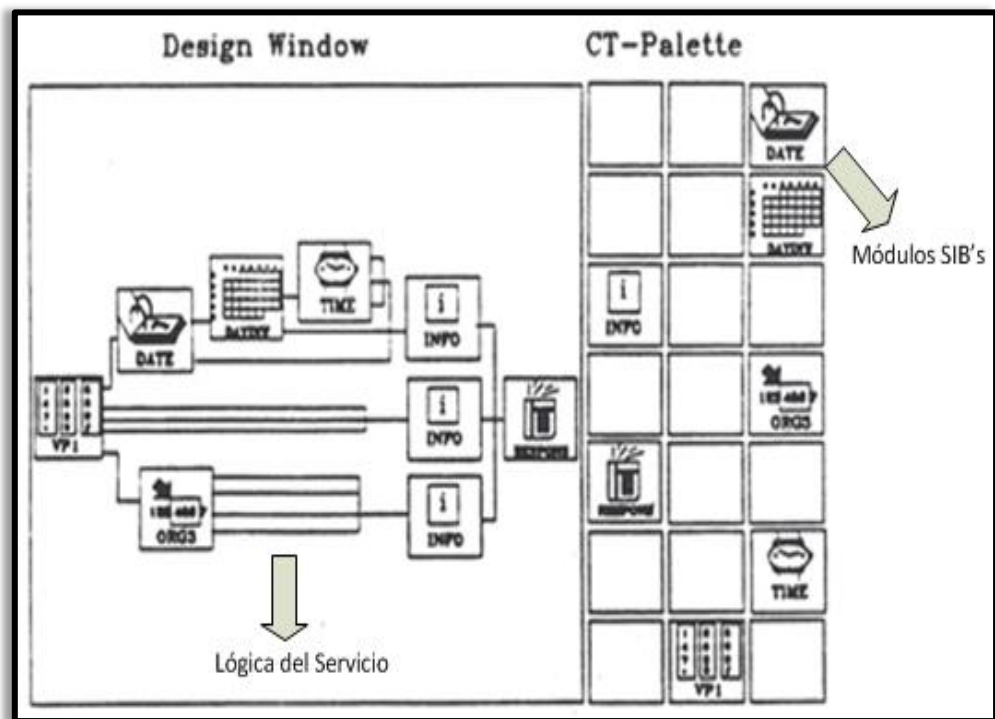 Design Window
CT-Palette
DATE
Módulos SIB's
TIME
INFO
DATE
INFO
ORG3
VP1
INFO
ORG3
INFO
TIME
Lógica del Servicio
VP1